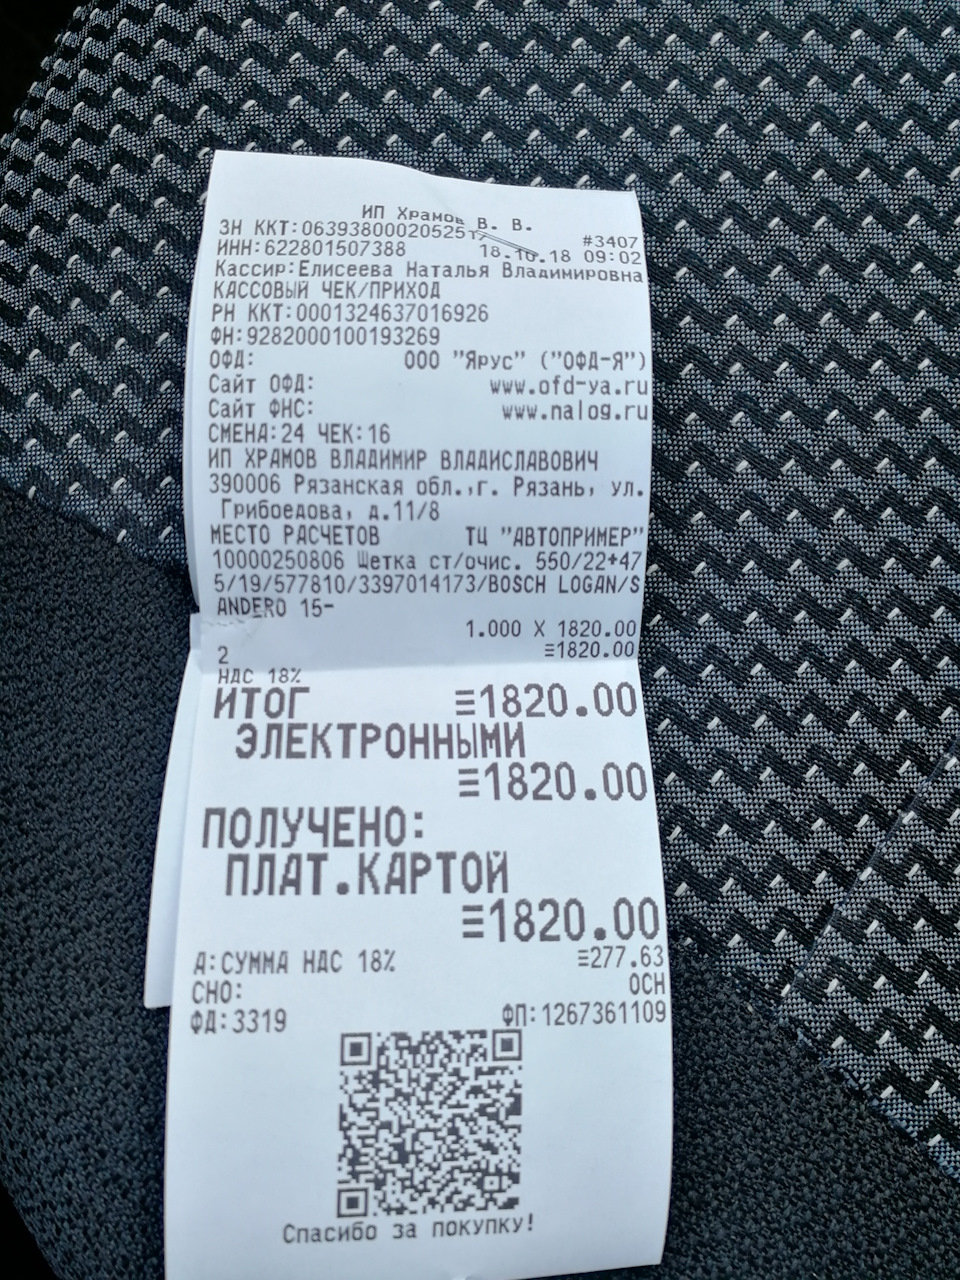 ИП Храмов В. В.
ЗН ККТ:06393800020525 #3407
ИНН:622801507388 18.10.18 09:02
Кассир:Елисеева Наталья Владимировна
КАССОВЫЙ ЧЕК/ПРИХОД
РН ККТ:0001324637016926
ФН:9282000100193269
ОФД: ООО "Ярус" ("ОФД-Я")
Сайт ОФД: www.ofd-ya.ru
Сайт ФНС: www.nalog.ru
СМЕНА:24 ЧЕК:16
ИП ХРАМОВ ВЛАДИМИР ВЛАДИСЛАВОВИЧ
390006 Рязанская обл.,г. Рязань, ул.
Грибоедова, д.11/8
МЕСТО РАСЧЕТОВ ТЦ "АВТОПРИМЕР"
10000250806 Щетка ст/очис. 550/22+47
5/19/577810/3397014173/BOSCH LOGAN/S
ANDERO 15-
1.000 X 1820.00
2 ≡1820.00
НДС 18%
ИТОГ ≡1820.00
ЭЛЕКТРОННЫМИ
≡1820.00
ПОЛУЧЕНО:
ПЛАТ.КАРТОЙ
≡1820.00
А:СУММА НДС 18% ≡277.63
СНО: ОСН
ФД:3319 ФП:1267361109
Спасибо за покупку!